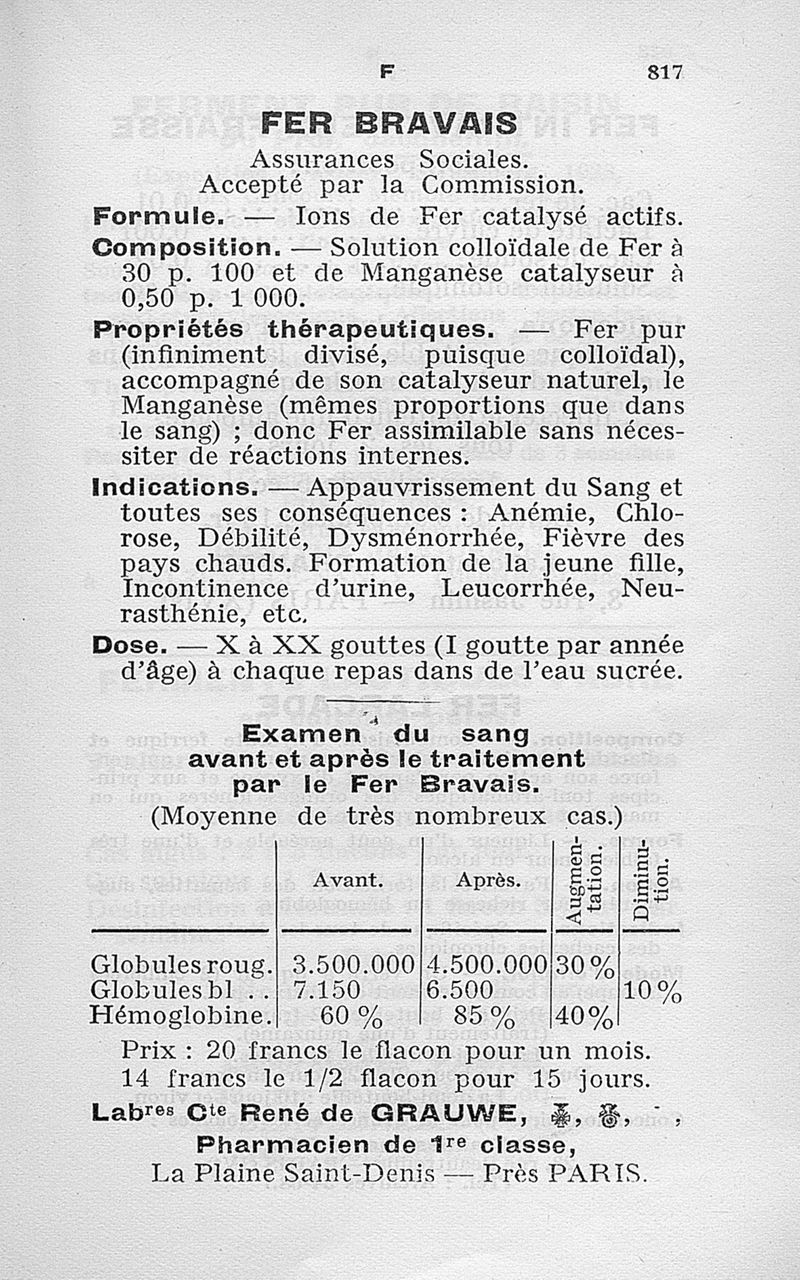 F
817
FER BRAVAIS
Assurances Sociales.
Accepté par la Commission.
Formule. — Ions de Fer catalysé actifs.
Composition. — Solution colloïdale de Fer à
30 p. 100 et de Manganèse catalyseur à
0,50 p. 1 000.
Propriétés thérapeutiques. — Fer pur
(infiniment divisé, puisque colloïdal),
accompagné de son catalyseur naturel, le
Manganèse (mêmes proportions que dans
le sang) ; donc Fer assimilable sans néces-
siter de réactions internes.
Indications. — Appauvrissement du Sang et
toutes ses conséquences : Anémie, Chlo-
rose, Débilité, Dysménorrhée, Fièvre des
pays chauds. Formation de la jeune fille,
Incontinence d'urine, Leucorrhée, Neu-
rasthénie, etc.
Dose. — X à XX gouttes (I goutte par année
d'âge) à chaque repas dans de l'eau sucrée.
Examen du sang
avant et après le traitement
par le Fer Bravais.
(Moyenne de très nombreux cas.)
Avant. Après. Augmen-tation. Diminu-tion.
Globules roug. 3.500.000 4.500.000 30 %
Globules bl .. 7.150 6.500 10 %
Hémoglobine. 60 % 85 % 40 %
Prix : 20 francs le flacon pour un mois.
14 francs le 1/2 flacon pour 15 jours.
Labres Cte René de GRAUWE,
Pharmacien de 1re classe,
La Plaine Saint-Denis — Près PARIS.